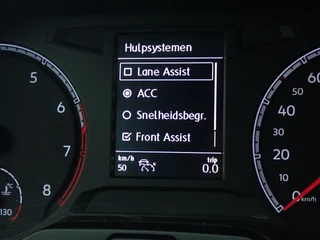 Hulpsystemen
Lane Assist
ACC
Snelheidsbegr.
Front Assist
km/h
50
trip
0.0
5
6
7
8
130
°C
60
50
40
30
20
10
0 km/h